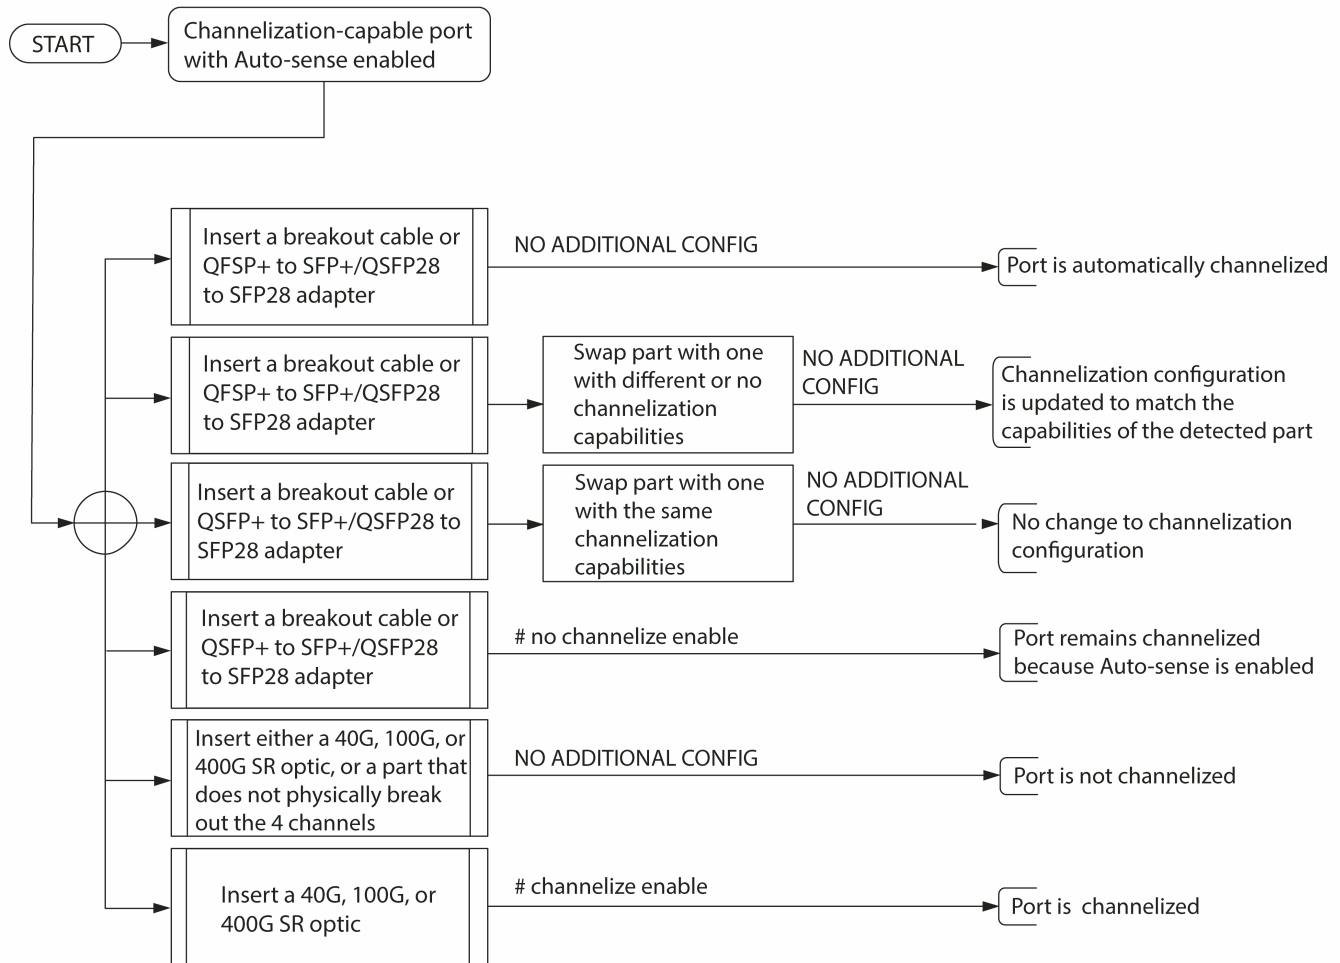 START
Channelization-capable port
with Auto-sense enabled
Insert a breakout cable or
QFSP+ to SFP+/QSFP28
to SFP28 adapter
NO ADDITIONAL CONFIG
Port is automatically channelized
Insert a breakout cable or
QFSP+ to SFP+/QSFP28
to SFP28 adapter
Swap part with one
with different or no
channelization
capabilities
NO ADDITIONAL
CONFIG
Channelization configuration
is updated to match the
capabilities of the detected part
Insert a breakout cable or
QSFP+ to SFP+/QSFP28 to
SFP28 adapter
Swap part with one
with the same
channelization
capabilities
NO ADDITIONAL
CONFIG
No change to channelization
configuration
Insert a breakout cable or
QSFP+ to SFP+/QSFP28
to SFP28 adapter
# no channelize enable
Port remains channelized
because Auto-sense is enabled
Insert either a 40G, 100G, or
400G SR optic, or a part that
does not physically break
out the 4 channels
NO ADDITIONAL CONFIG
Port is not channelized
Insert a 40G, 100G, or
400G SR optic
# channelize enable
Port is channelized